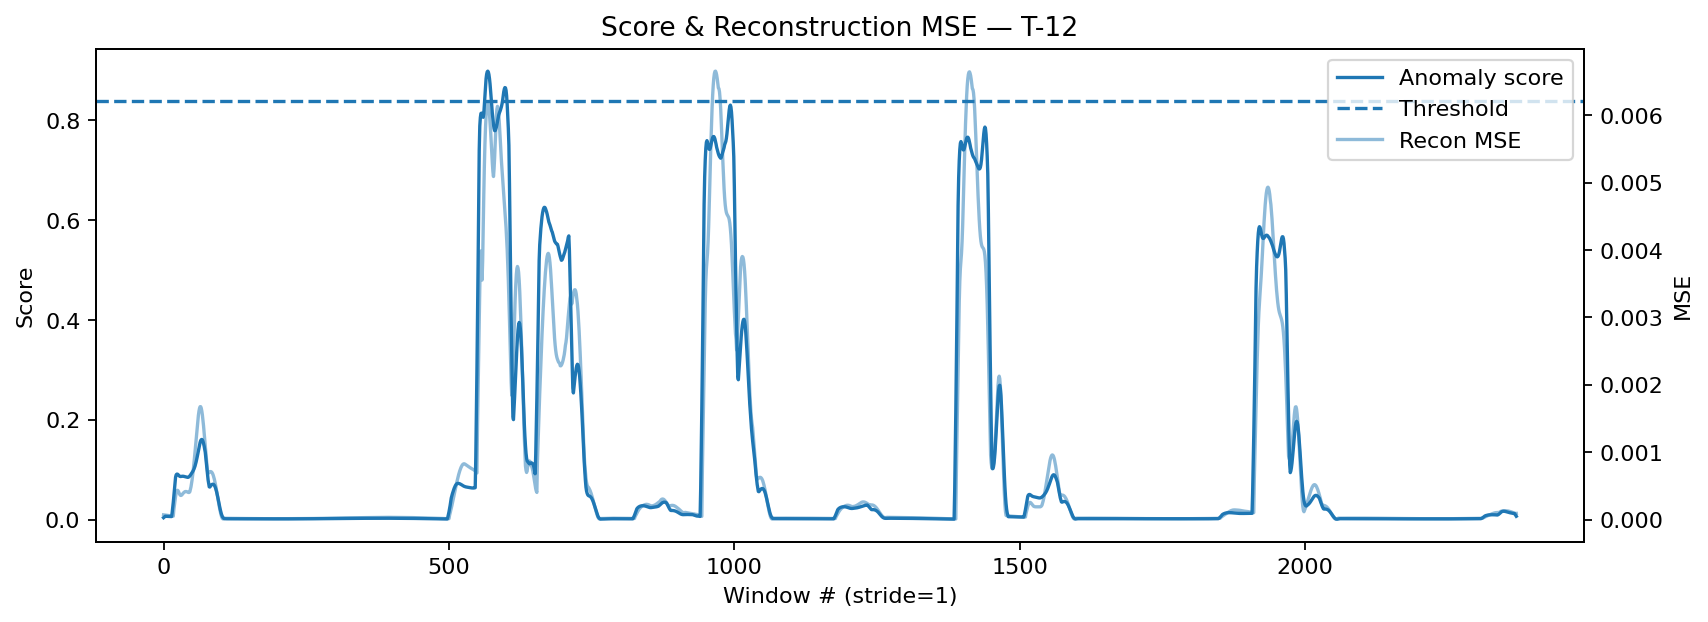 Score & Reconstruction MSE — T-12
Anomaly score
Threshold
Recon MSE
Score
0.8
0.6
0.4
0.2
0.0
MSE
0.006
0.005
0.004
0.003
0.002
0.001
0.000
0
500
1000
1500
2000
Window # (stride=1)